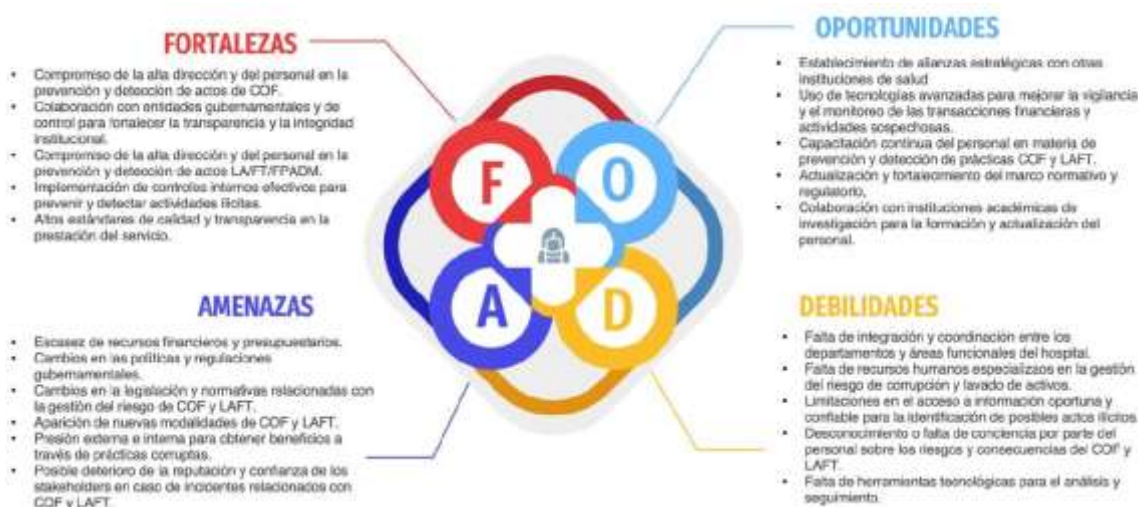 FORTALEZAS
• Compromiso de la alta dirección y del personal en la
prevención y detección de actos de COF.
• Colaboración con entidades gubernamentales y de
control para fortalecer la transparencia y la integridad
institucional.
• Compromiso de la alta dirección y del personal en la
prevención y detección de actos LA/FT/FPADM.
• Implementación de controles internos efectivos para
prevenir y detectar actividades ilícitas.
• Altos estándares de calidad y transparencia en la
prestación del servicio.
OPORTUNIDADES
• Establecimiento de alianzas estratégicas con otras
instituciones de salud
• Uso de tecnologías avanzadas para mejorar la vigilancia
y el monitoreo de las transacciones financieras y
actividades sospechosas.
• Capacitación continua del personal en materia de
prevención y detección de prácticas COF y LAFT.
• Actualización y fortalecimiento del marco normativo y
regulatorio.
• Colaboración con instituciones académicas de
investigación para la formación y actualización del
personal.
F
O
A
D
AMENAZAS
• Escasez de recursos financieros y presupuestarios.
• Cambios en las políticas y regulaciones
gubernamentales.
• Cambios en la legislación y normativas relacionadas con
la gestión del riesgo de COF y LAFT.
• Aparición de nuevas modalidades de COF y LAFT.
• Presión externa e interna para obtener beneficios a
través de prácticas corruptas.
• Posible deterioro de la reputación y confianza de los
stakeholders en caso de incidentes relacionados con
COF y LAFT.
DEBILIDADES
• Falta de integración y coordinación entre los
departamentos y áreas funcionales del hospital.
• Falta de recursos humanos especializaos en la gestión
del riesgo de corrupción y lavado de activos.
• Limitaciones en el acceso a información oportuna y
confiable para la identificación de posibles actos ilícitos
• Desconocimiento o falta de conciencia por parte del
personal sobre los riesgos y consecuencias del COF y
LAFT.
• Falta de herramientas tecnológicas para el análisis y
seguimiento.